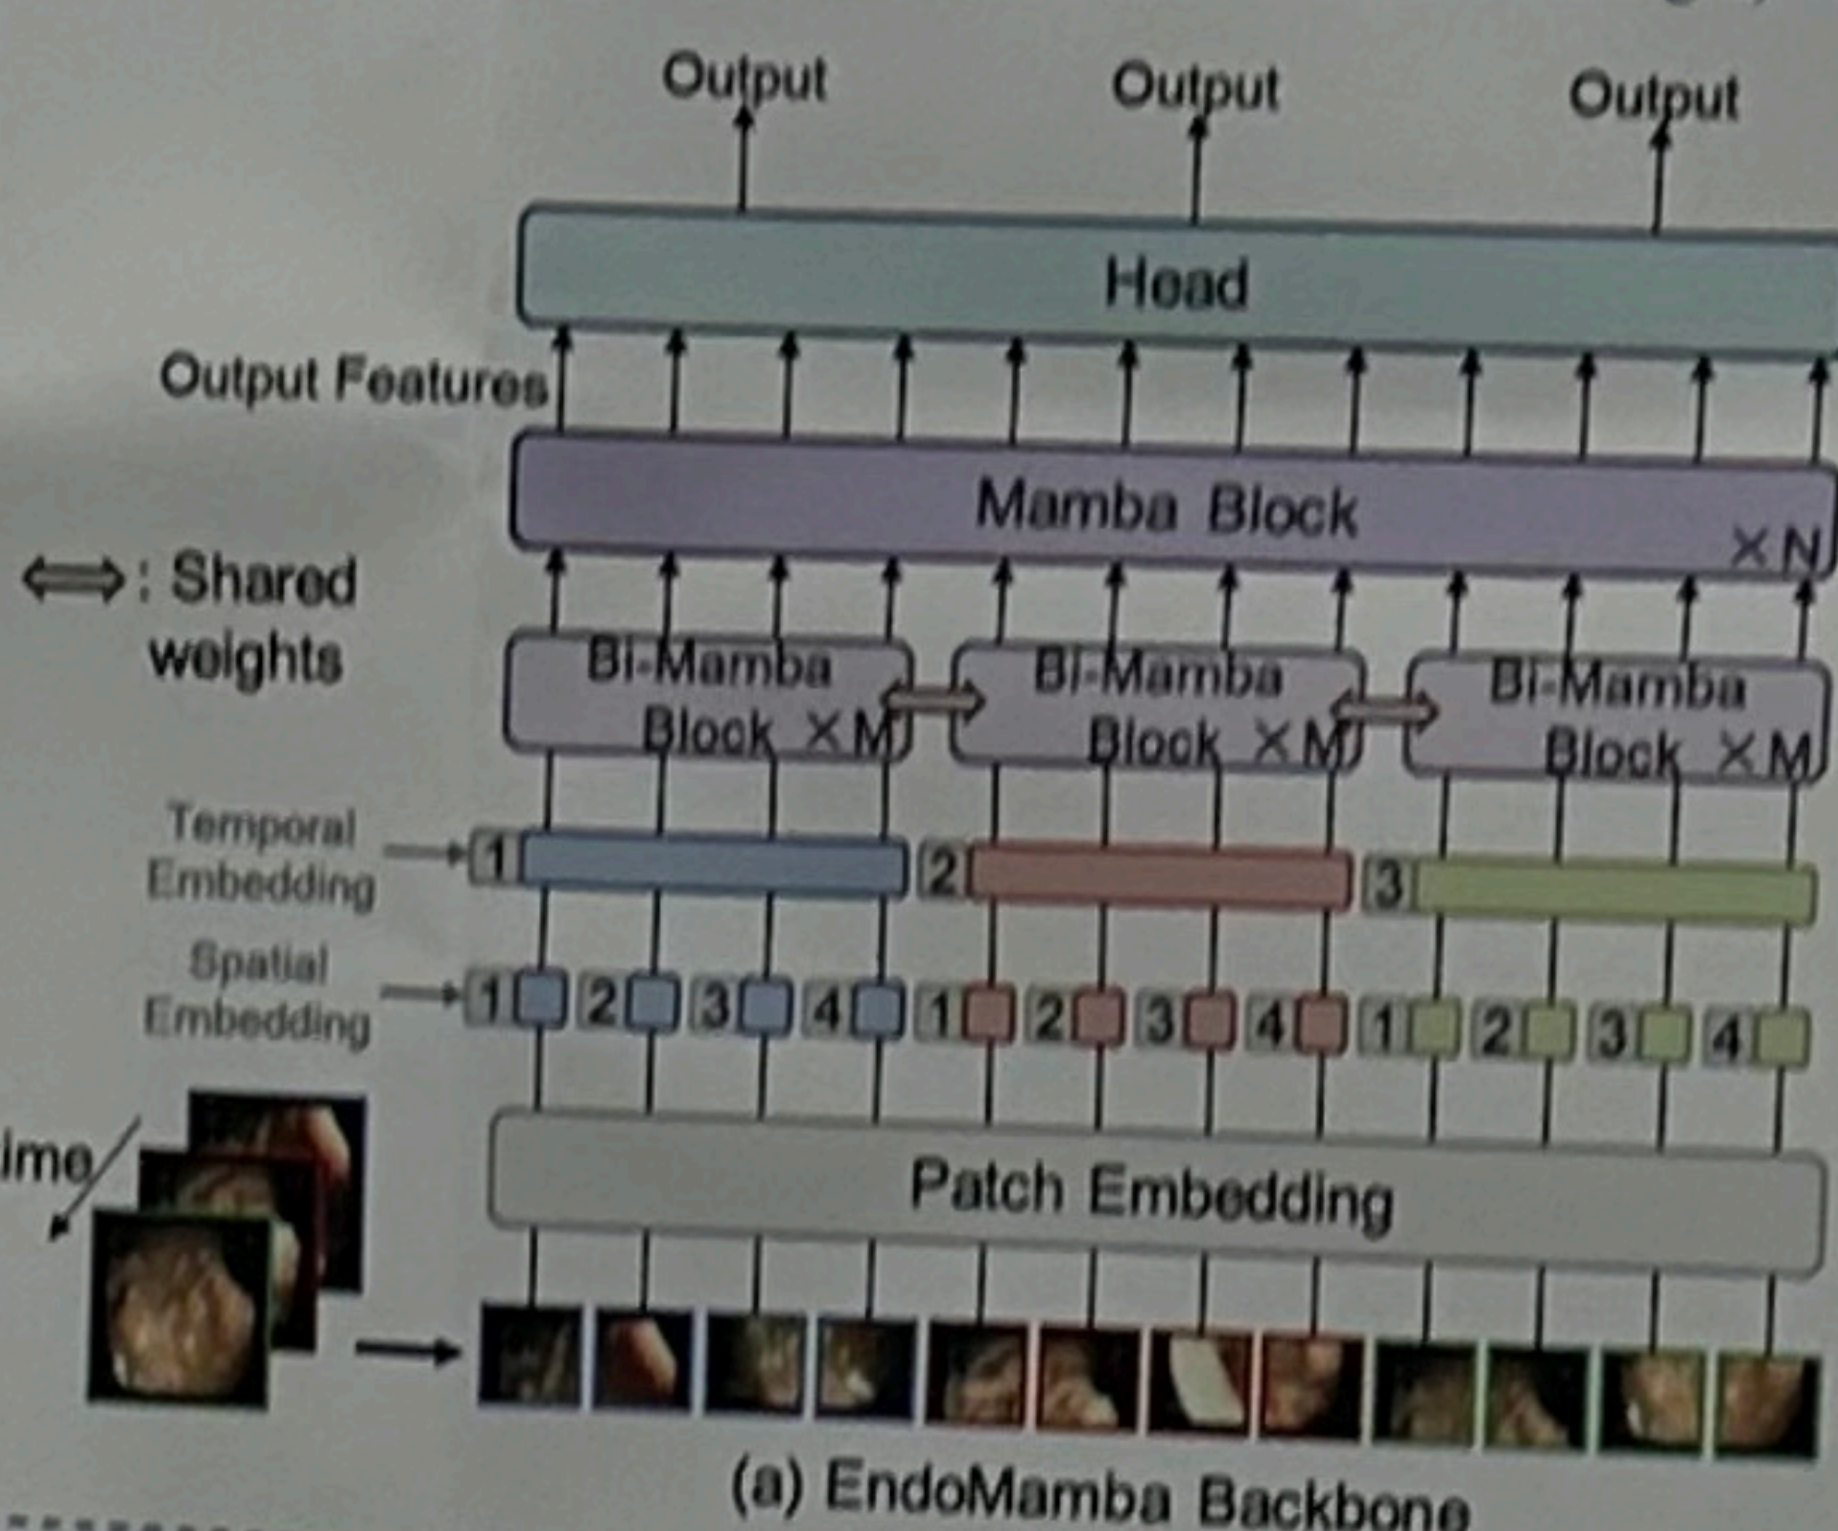 Output Output Output
Head
Output Features
Mamba Block
×N
⇔: Shared
weights
Bi-Mamba Bi-Mamba Bi-Mamba
Block ×M Block ×M Block ×M
Temporal
Embedding
1 2 3
Spatial
Embedding
1 2 3 4 1 2 3 4 1 2 3 4
ime
Patch Embedding
(a) EndoMamba Backbone